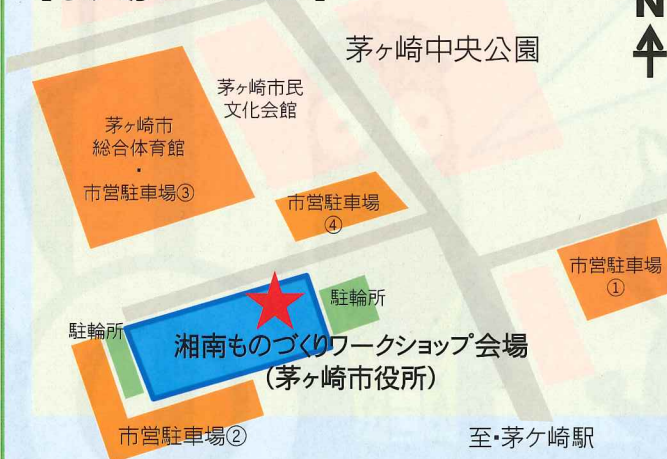 N
茅ヶ崎中央公園
茅ヶ崎市民
文化会館
茅ヶ崎市
総合体育館
・
市営駐車場③
市営駐車場
④
市営駐車場
①
駐輪所
駐輪所
湘南ものづくりワークショップ会場
(茅ヶ崎市役所)
市営駐車場②
至・茅ケ崎駅